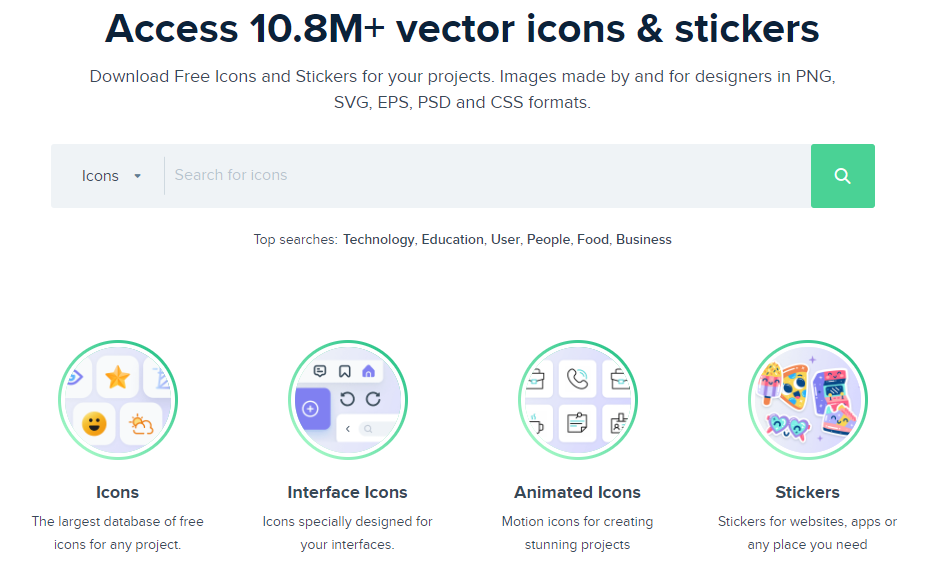 Access 10.8M+ vector icons & stickers
Download Free Icons and Stickers for your projects. Images made by and for designers in PNG,
SVG, EPS, PSD and CSS formats.
Icons
Search for icons
Top searches: Technology, Education, User, People, Food, Business
Icons
The largest database of free
icons for any project.
Interface Icons
Icons specially designed for
your interfaces.
Animated Icons
Motion icons for creating
stunning projects
Stickers
Stickers for websites, apps or
any place you need